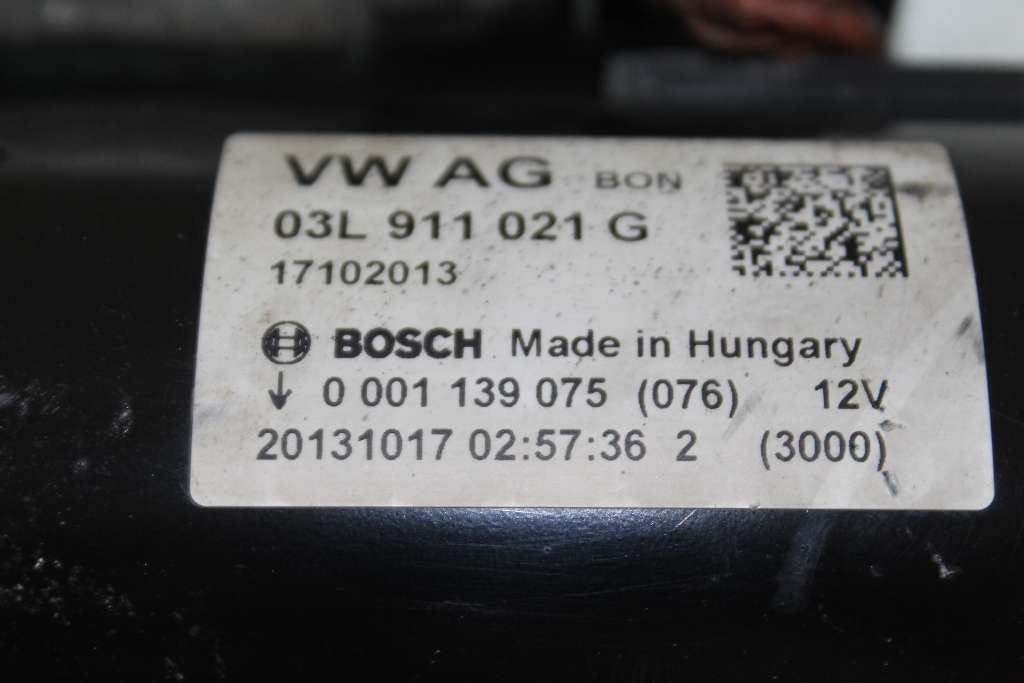 VW AG BON
03L 911 021 G
17102013
BOSCH Made in Hungary
↓ 0 001 139 075 (076) 12V
20131017 02:57:36 2 (3000)